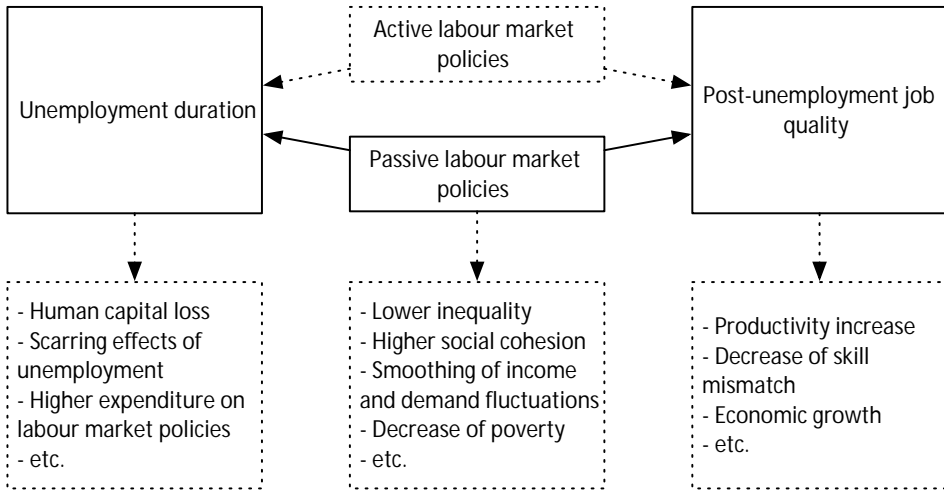 Active labour market
policies
Unemployment duration
Post-unemployment job
quality
Passive labour market
policies
- Human capital loss
- Scarring effects of
unemployment
- Higher expenditure on
labour market policies
- etc.
- Lower inequality
- Higher social cohesion
- Smoothing of income
and demand fluctuations
- Decrease of poverty
- etc.
- Productivity increase
- Decrease of skill
mismatch
- Economic growth
- etc.